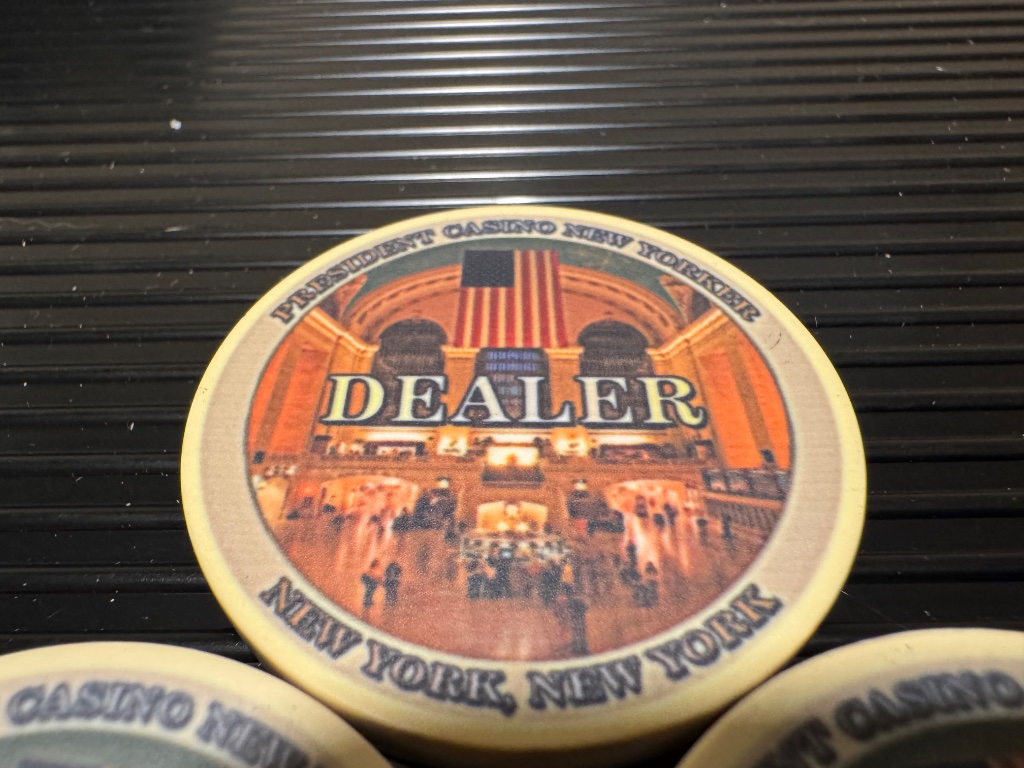 PRESIDENT CASINO NEW YORKER
DEALER
NEW YORK, NEW YORK
CASINO NEW
CASINO